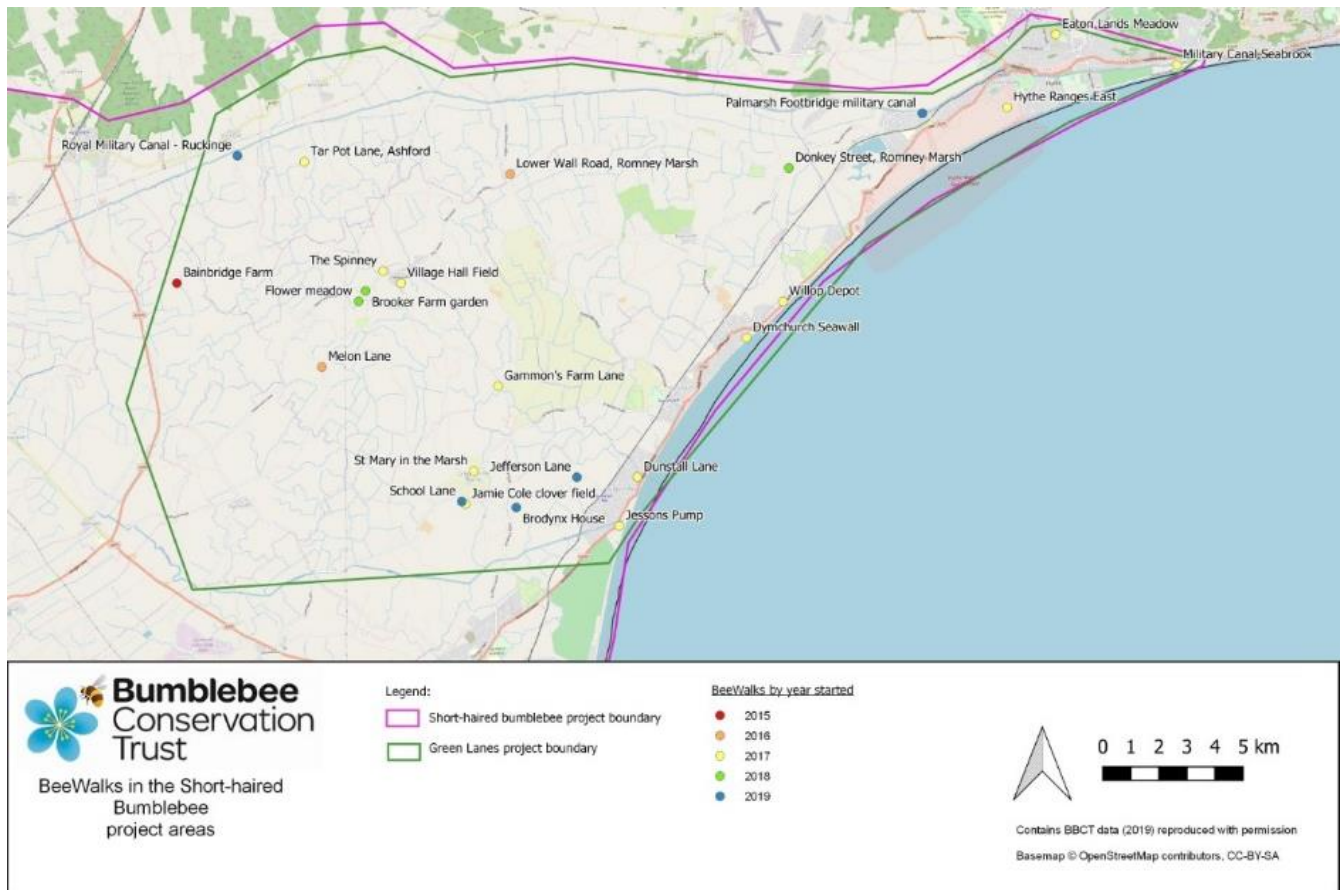 Eaton Lands Meadow
Military Canal,Seabrook
Hythe Ranges East
Palmarsh Footbridge military canal
Royal Military Canal - Ruckinge
Tar Pot Lane, Ashford
Lower Wall Road, Romney Marsh
Donkey Street, Romney Marsh
The Spinney
Bainbridge Farm
Village Hall Field
Flower meadow
Brooker Farm garden
Willop Depot
Dymchurch Seawall
Melon Lane
Gammon's Farm Lane
St Mary in the Marsh
Jefferson Lane
Dunstall Lane
School Lane
Jamie Cole clover field
Brodynx House
Jessons Pump
Bumblebee
Conservation
Trust
BeeWalks in the Short-haired
Bumblebee
project areas
Legend:
Short-haired bumblebee project boundary
Green Lanes project boundary
BeeWalks by year started
2015
2016
2017
2018
2019
0 1 2 3 4 5 km
Contains BBCT data (2019) reproduced with permission
Basemap © OpenStreetMap contributors, CC-BY-SA